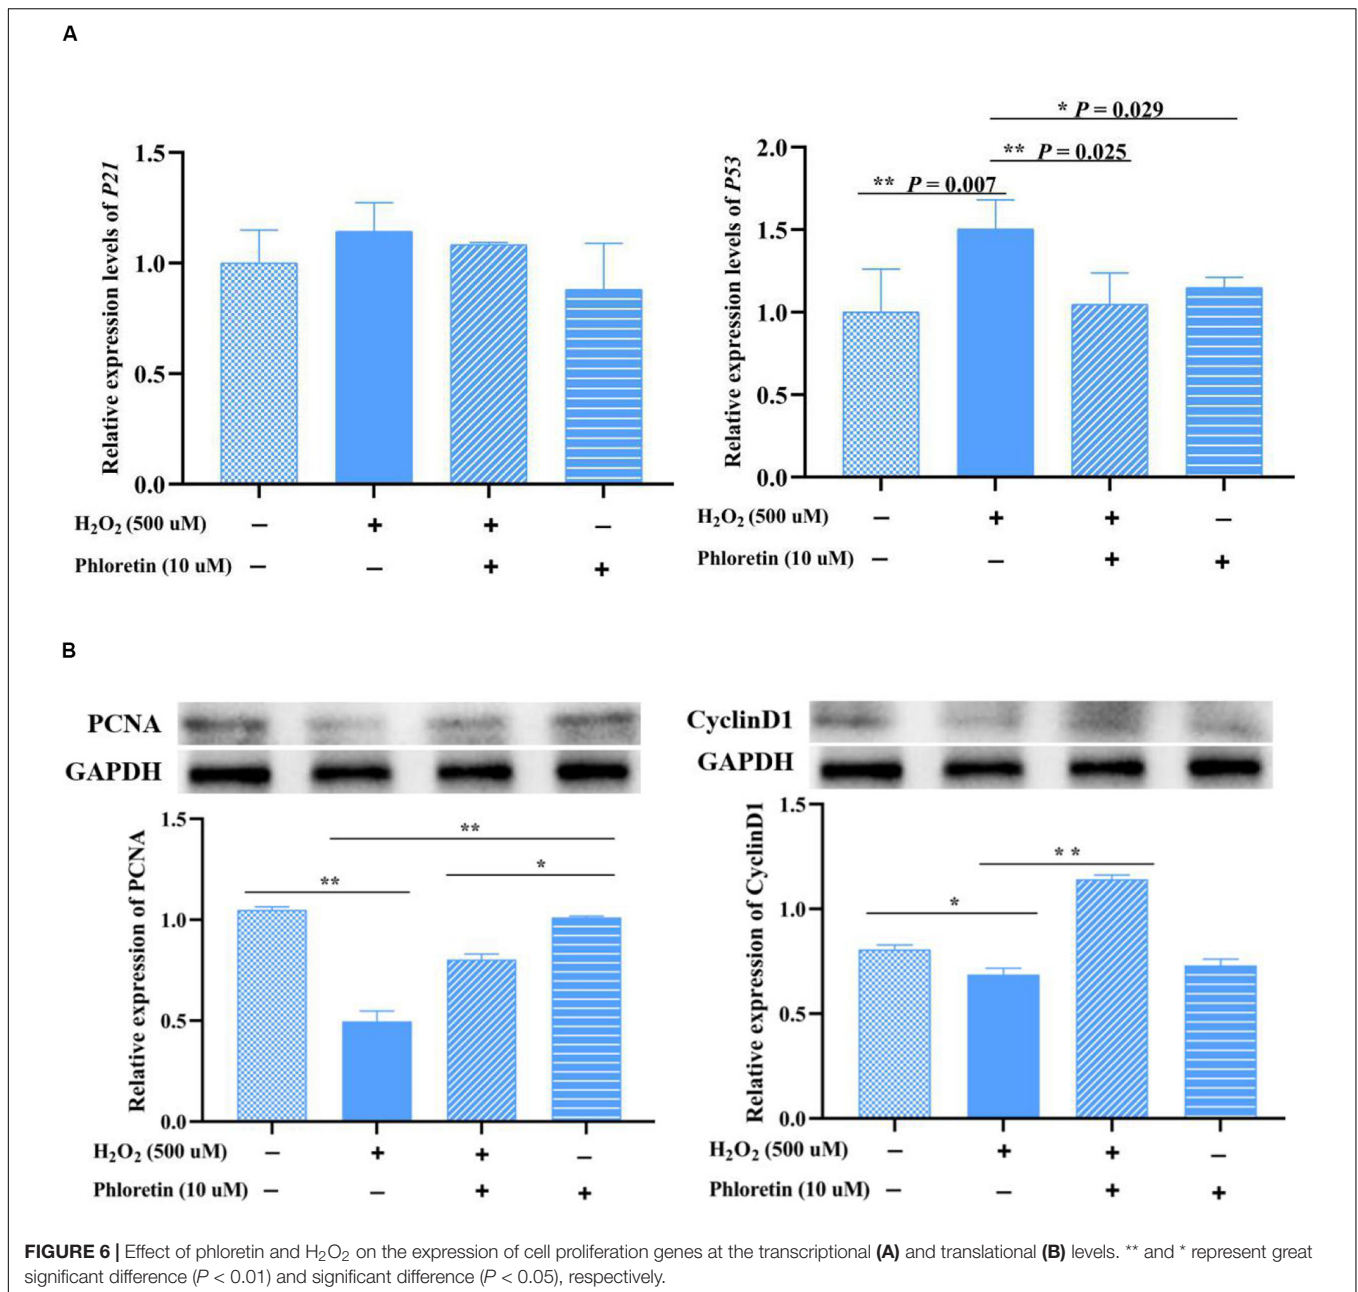 A
Relative expression levels of P21
1.5
1.0
0.5
0.0
H₂O₂ (500 uM) – + + –
Phloretin (10 uM) – – + +
Relative expression levels of P53
2.0
1.5
1.0
0.5
0.0
* P = 0.029
** P = 0.025
** P = 0.007
H₂O₂ (500 uM) – + + –
Phloretin (10 uM) – – + +
B
PCNA
GAPDH
Relative expression of PCNA
1.5
1.0
0.5
0.0
**
*
**
H₂O₂ (500 uM) – + + –
Phloretin (10 uM) – – + +
CyclinD1
GAPDH
Relative expression of CyclinD1
1.5
1.0
0.5
0.0
* *
*
H₂O₂ (500 uM) – + + –
Phloretin (10 uM) – – + +
FIGURE 6 | Effect of phloretin and H₂O₂ on the expression of cell proliferation genes at the transcriptional (A) and translational (B) levels. ** and * represent great
significant difference (P < 0.01) and significant difference (P < 0.05), respectively.